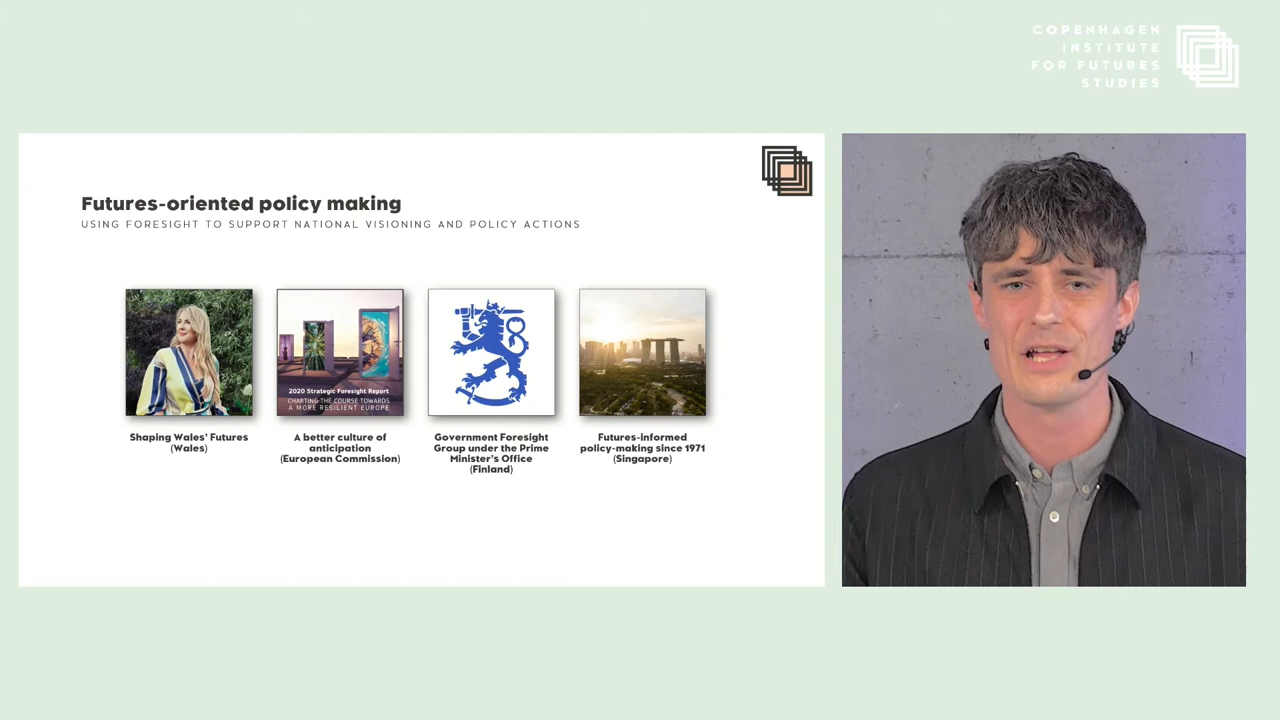 COPENHAGEN
INSTITUTE
FOR FUTURES
STUDIES
Futures-oriented policy making
USING FORESIGHT TO SUPPORT NATIONAL VISIONING AND POLICY ACTIONS
2020 Strategic Foresight Report
CHARTING THE COURSE TOWARDS
A MORE RESILIENT EUROPE
Shaping Wales' Futures
(Wales)
A better culture of
anticipation
(European Commission)
Government Foresight
Group under the Prime
Minister's Office
(Finland)
Futures-informed
policy-making since 1971
(Singapore)